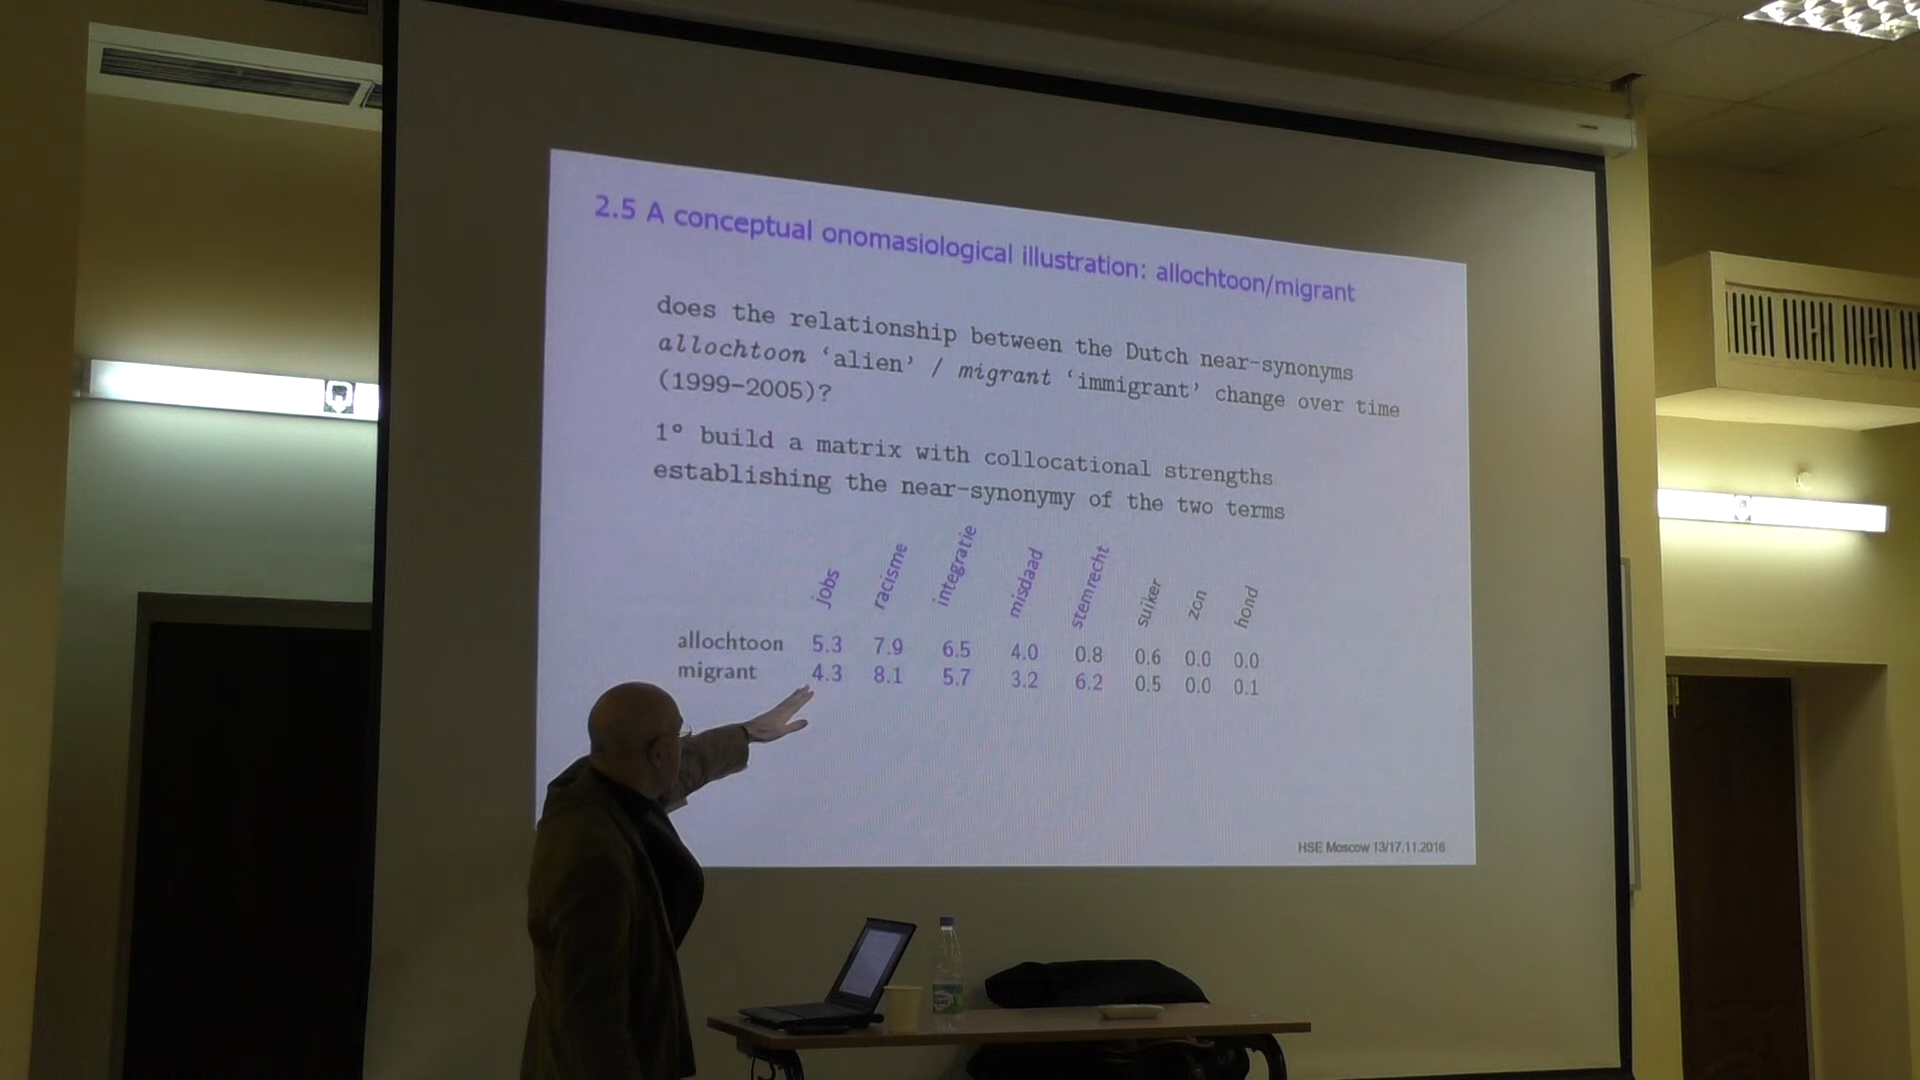 2.5 A conceptual onomasiological illustration: allochtoon/migrant
does the relationship between the Dutch near-synonyms
allochtoon ‘alien’ / migrant ‘immigrant’ change over time
(1999-2005)?
1° build a matrix with collocational strengths
establishing the near-synonymy of the two terms
jobs racisme integratie misdaad stemrecht suiker zon hond
allochtoon 5.3 7.9 6.5 4.0 0.8 0.6 0.0 0.0
migrant 4.3 8.1 5.7 3.2 6.2 0.5 0.0 0.1
HSE Moscow 13/17.11.2016